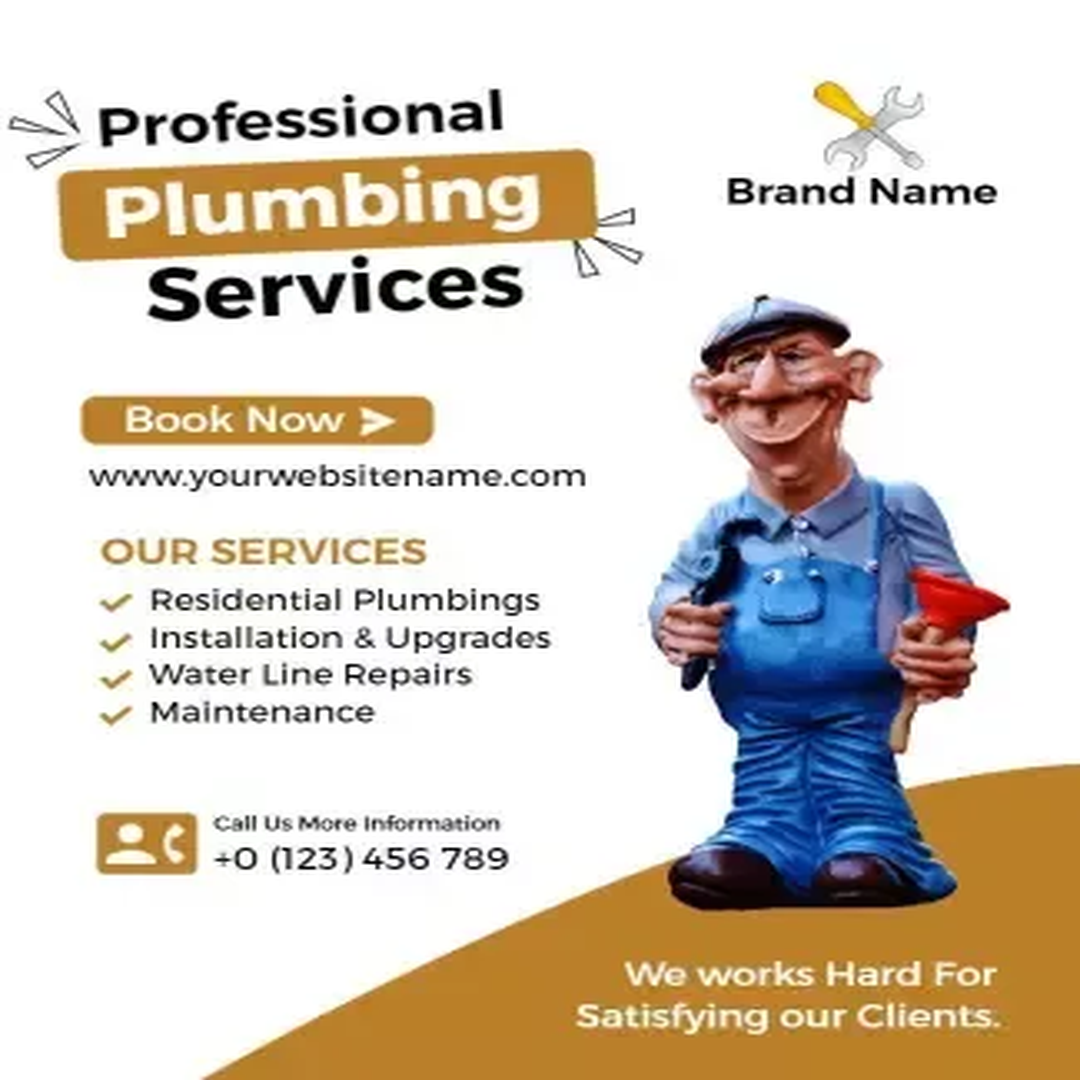 Professional
Plumbing
Services
Brand Name
Book Now
www.yourwebsitename.com
OUR SERVICES
Residential Plumbings
Installation & Upgrades
Water Line Repairs
Maintenance
Call Us More Information
+0 (123) 456 789
We works Hard For
Satisfying our Clients.